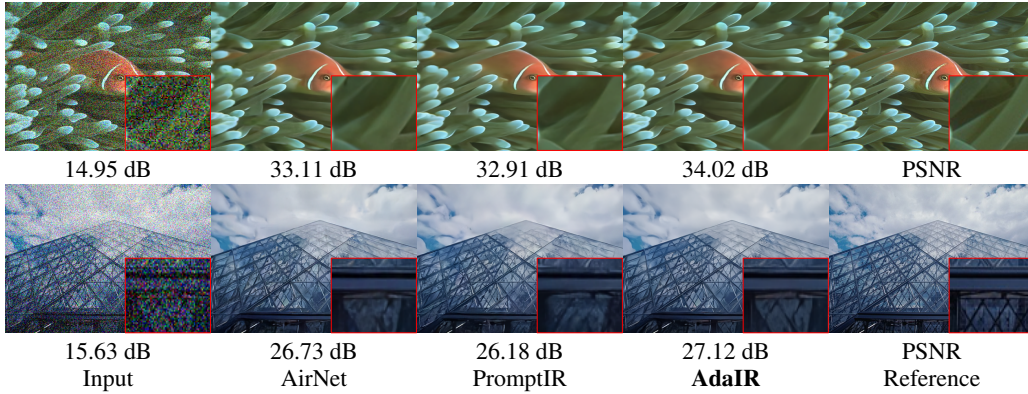 14.95 dB 33.11 dB 32.91 dB 34.02 dB PSNR
15.63 dB 26.73 dB 26.18 dB 27.12 dB PSNR
Input AirNet PromptIR AdaIR Reference